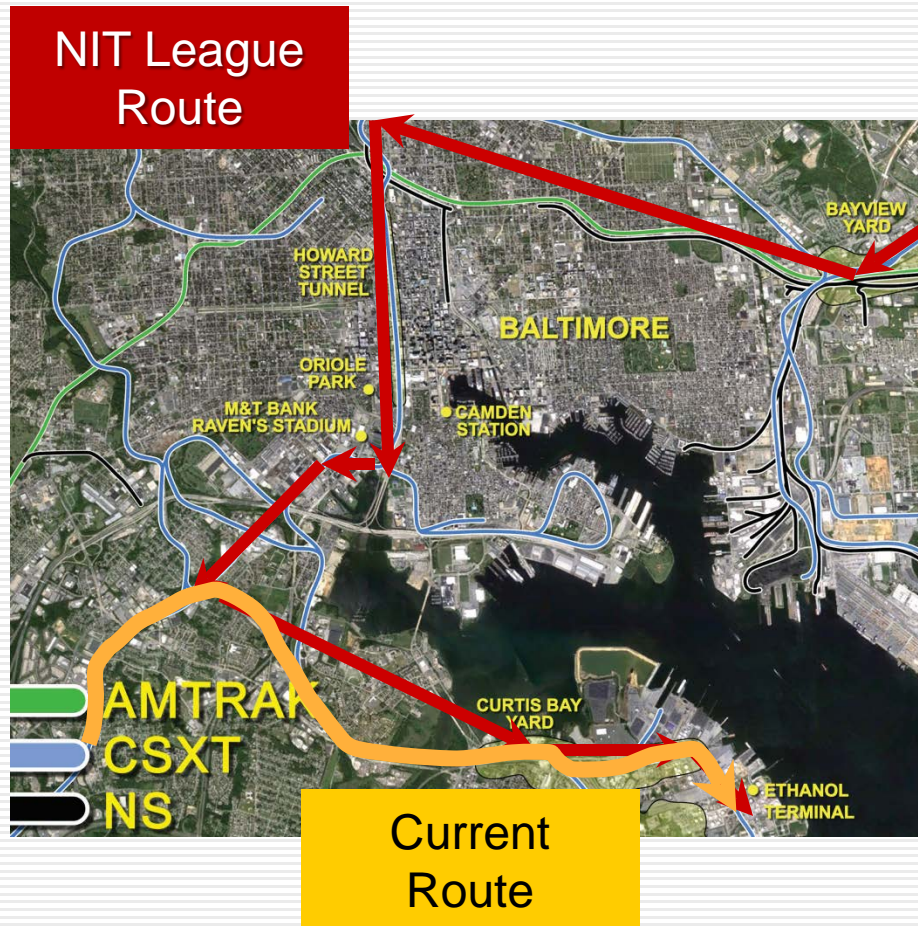 NIT League
Route
BAYVIEW
YARD
HOWARD
STREET
TUNNEL
BALTIMORE
ORIOLE
PARK
M&T BANK
RAVEN'S STADIUM
CAMDEN
STATION
AMTRAK
CSXT
NS
CURTIS BAY
YARD
ETHANOL
TERMINAL
Current
Route